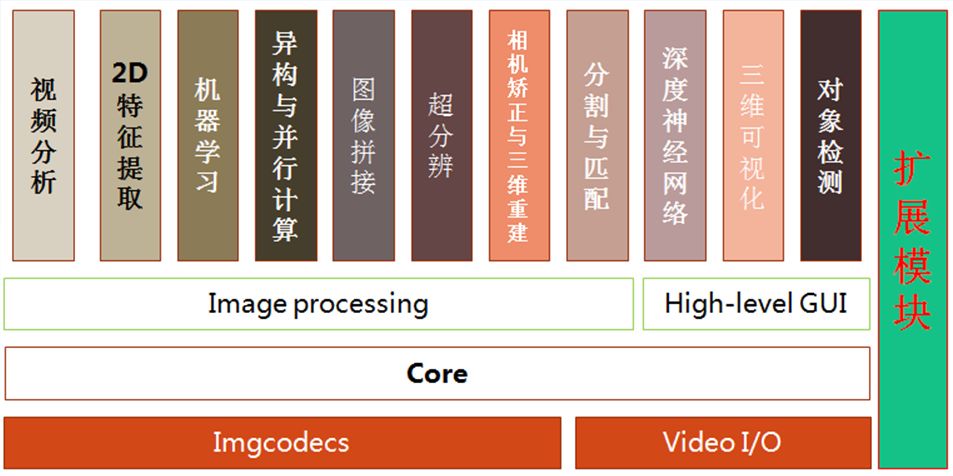 视频分析
2D特征提取
机器学习
异构与并行计算
图像拼接
超分辨
相机矫正与三维重建
分割与匹配
深度神经网络
三维可视化
对象检测
扩展模块
Image processing
High-level GUI
Core
Imgcodecs
Video I/O